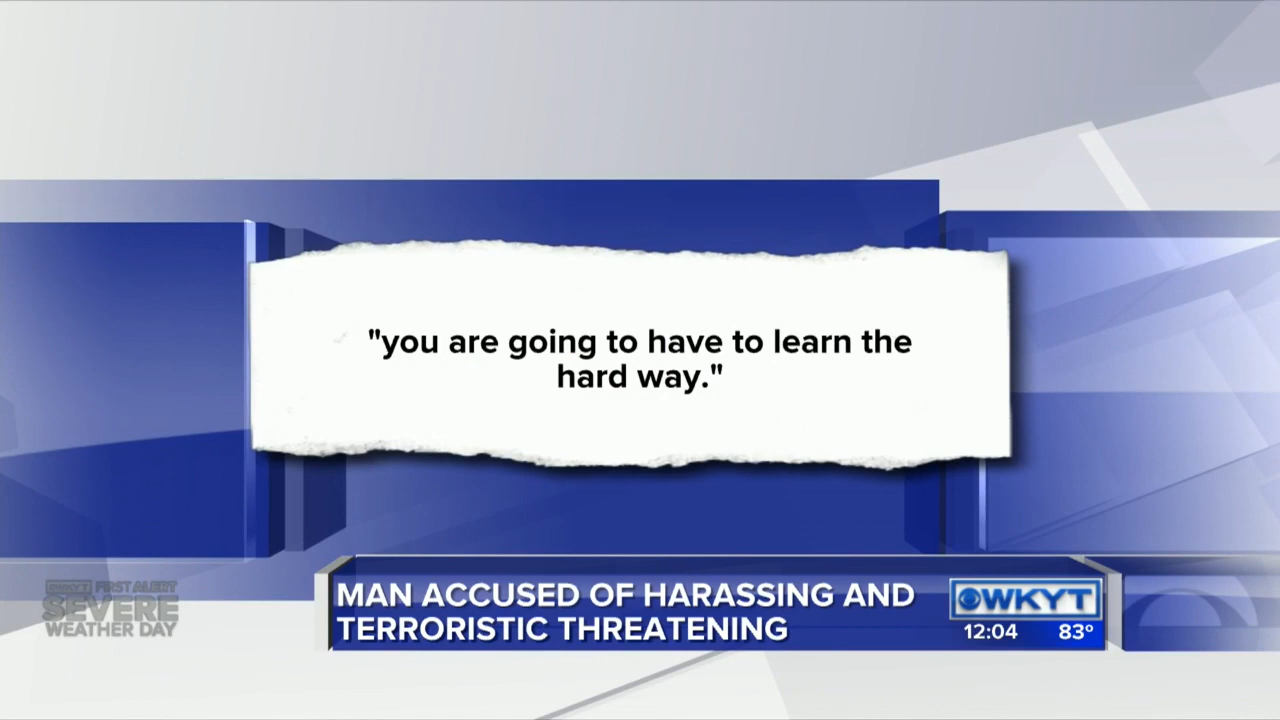 "you are going to have to learn the
hard way."
MAN ACCUSED OF HARASSING AND
TERRORISTIC THREATENING
WKYT
12:04 83°
WKYT FIRST ALERT
SEVERE
WEATHER DAY